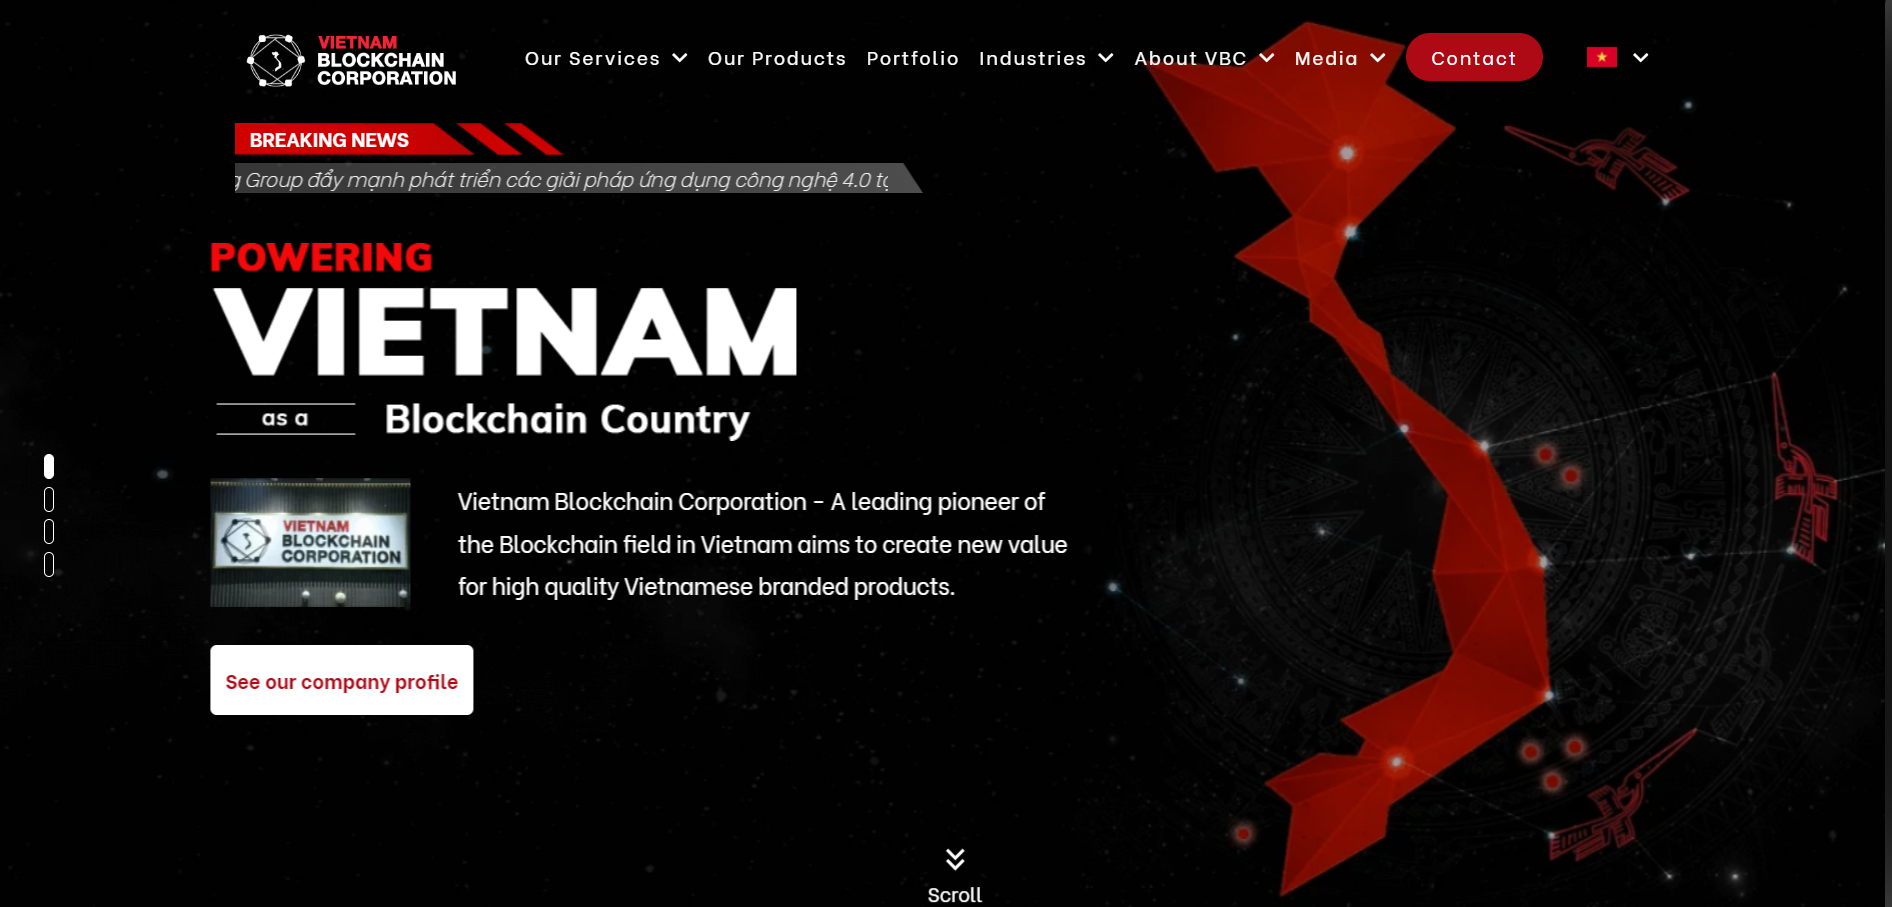 VIETNAM
BLOCKCHAIN
CORPORATION
Our Services Our Products Portfolio Industries About VBC Media Contact
BREAKING NEWS
Group đẩy mạnh phát triển các giải pháp ứng dụng công nghệ 4.0
POWERING
VIETNAM
as a Blockchain Country
VIETNAM
BLOCKCHAIN
CORPORATION
Vietnam Blockchain Corporation - A leading pioneer of
the Blockchain field in Vietnam aims to create new value
for high quality Vietnamese branded products.
See our company profile
Scroll